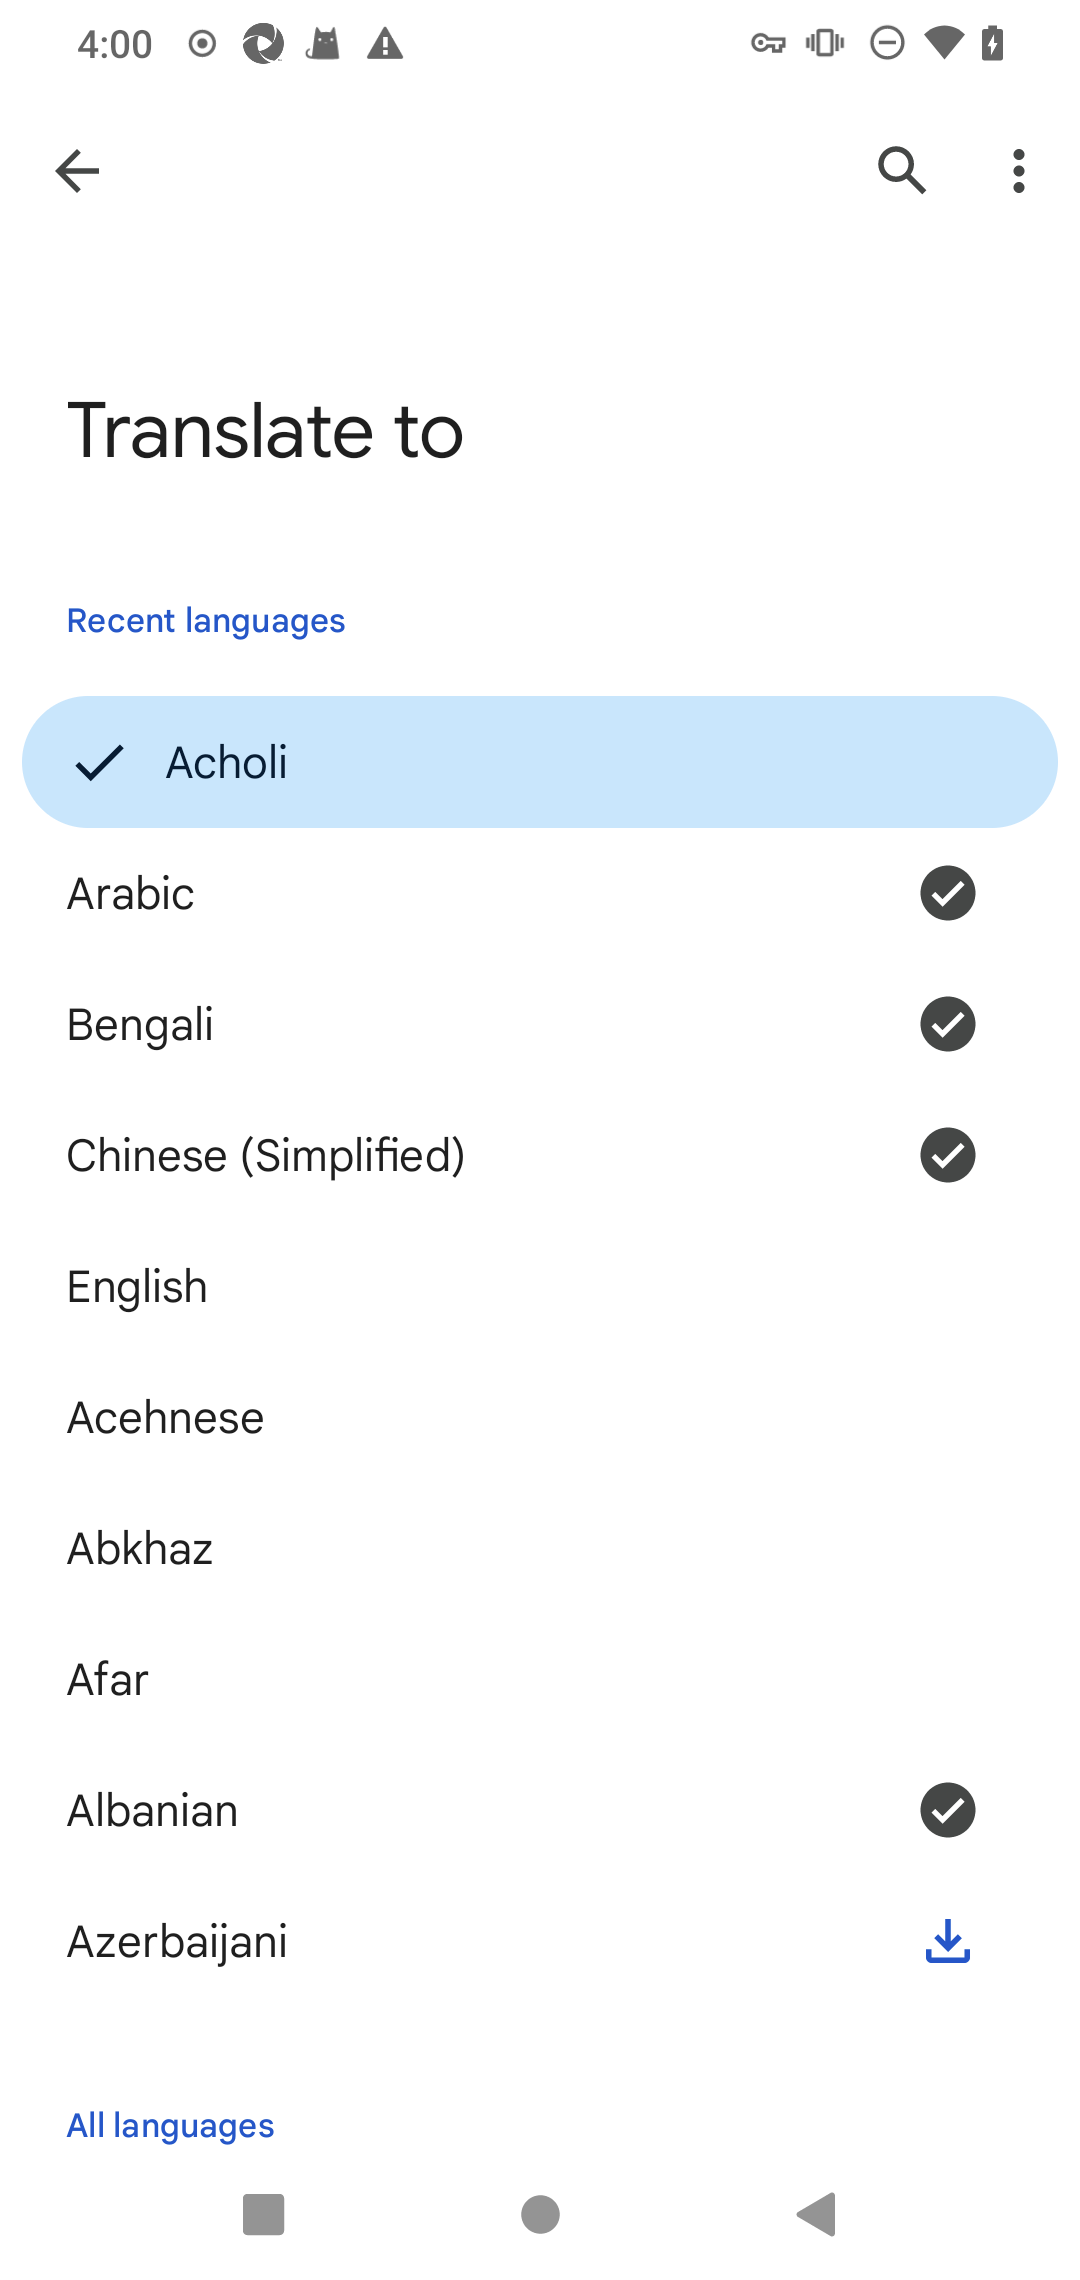 4:00
Translate to
Recent languages
Acholi
Arabic
Bengali
Chinese (Simplified)
English
Acehnese
Abkhaz
Afar
Albanian
Azerbaijani
All languages